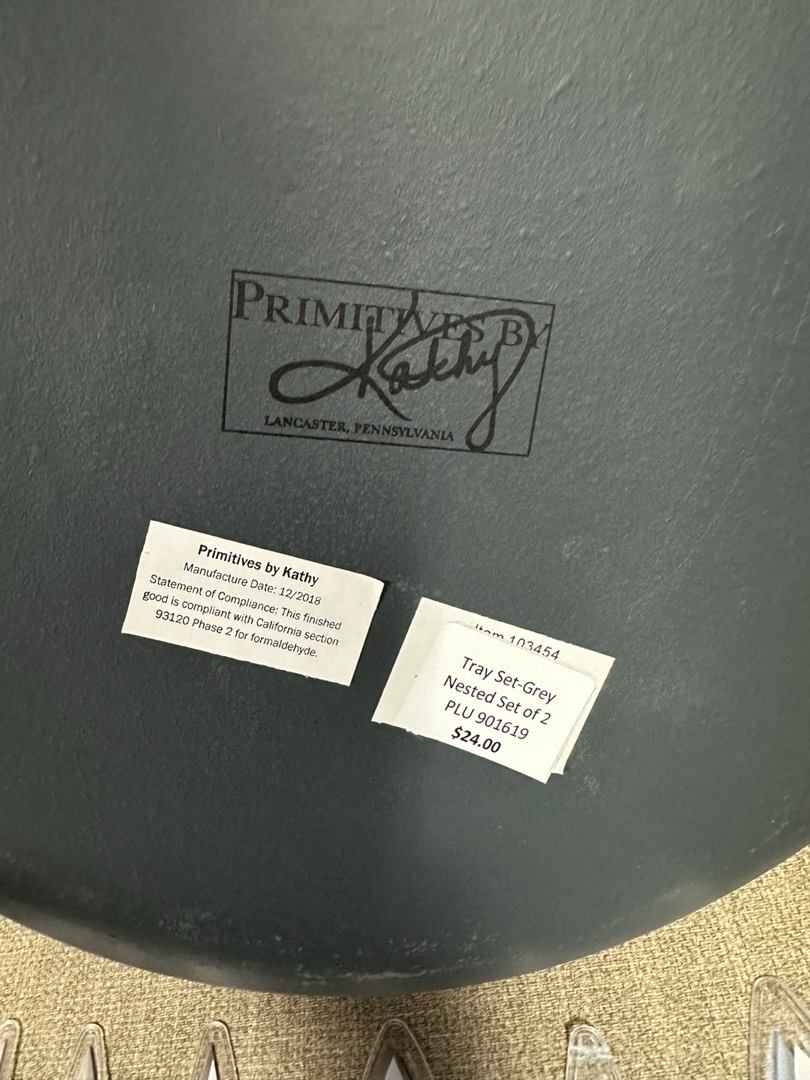 PRIMITIVES BY
Kathy
LANCASTER, PENNSYLVANIA
Primitives by Kathy
Manufacture Date: 12/2018
Statement of Compliance: This finished
good is compliant with California section
93120 Phase 2 for formaldehyde.
Item 103454
Tray Set-Grey
Nested Set of 2
PLU 901619
$24.00